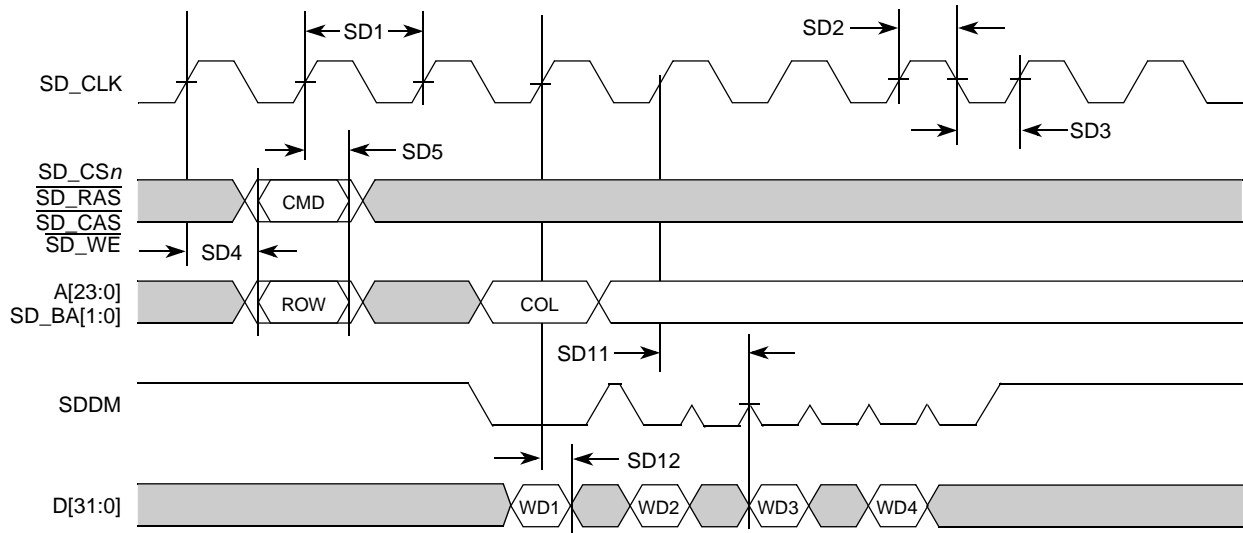 SD1
SD2
SD_CLK
SD3
SD5
SD_CSn
SD_RAS
SD_CAS
SD_WE
CMD
SD4
A[23:0]
SD_BA[1:0]
ROW
COL
SD11
SDDM
SD12
D[31:0]
WD1
WD2
WD3
WD4